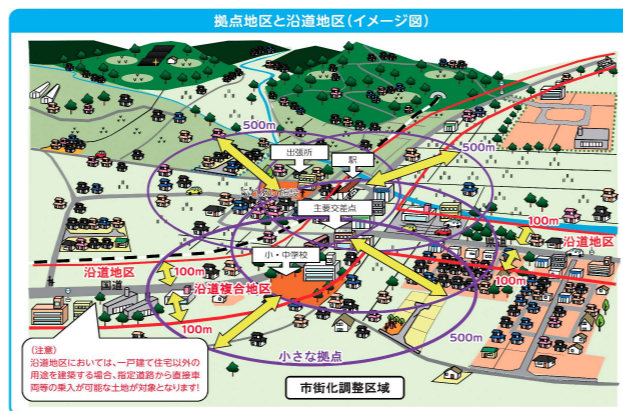 拠点地区と沿道地区（イメージ図）
500m
500m
出張所
駅
主要交差点
100m
国道
沿道地区
小・中学校
沿道地区
100m
100m
国道
沿道複合地区
100m
500m
小さな拠点
（注意）
沿道地区においては、一戸建て住宅以外の
用途を建築する場合、指定道路から直接車
両等の乗入が可能な土地が対象となります！
市街化調整区域